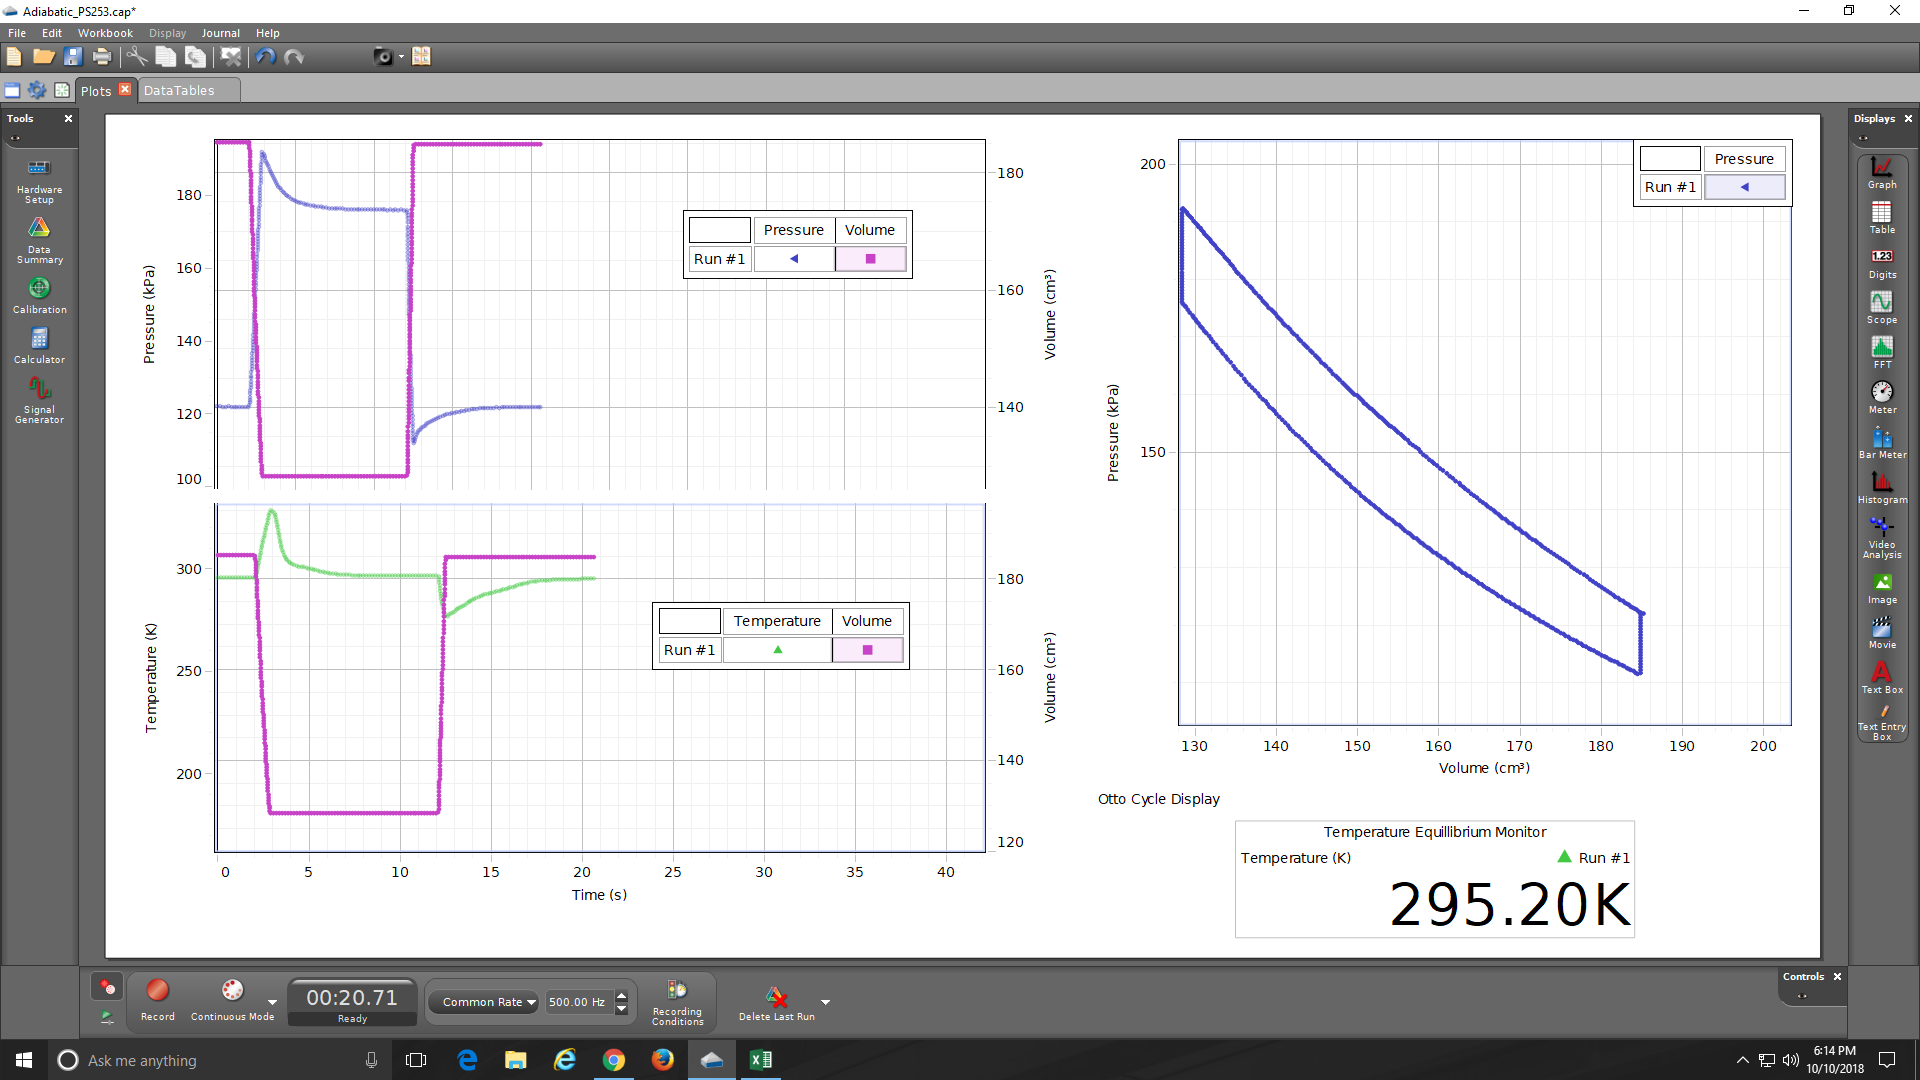 Adiabatic_PS253.cap*
File Edit Workbook Display Journal Help
Plots DataTables
Tools
Hardware
Setup
Data
Summary
Calibration
Calculator
Signal
Generator
Pressure (kPa)
180
160
140
120
100
Pressure Volume
Run #1
180
160
140
Volume (cm³)
Temperature (K)
300
250
200
Temperature Volume
Run #1
180
160
140
120
Volume (cm³)
0 5 10 15 20 25 30 35 40
Time (s)
Pressure
Run #1
Pressure (kPa)
200
150
130 140 150 160 170 180 190 200
Volume (cm³)
Otto Cycle Display
Temperature Equillibrium Monitor
Temperature (K) Run #1
295.20K
Displays
Graph
Table
1.23
Digits
Scope
FFT
Meter
Bar Meter
Histogram
Video
Analysis
Image
Movie
A
Text Box
Text Entry
Box
Controls
Record
Continuous Mode
00:20.71
Ready
Common Rate 500.00 Hz
Recording
Conditions
Delete Last Run
Ask me anything
6:14 PM
10/10/2018